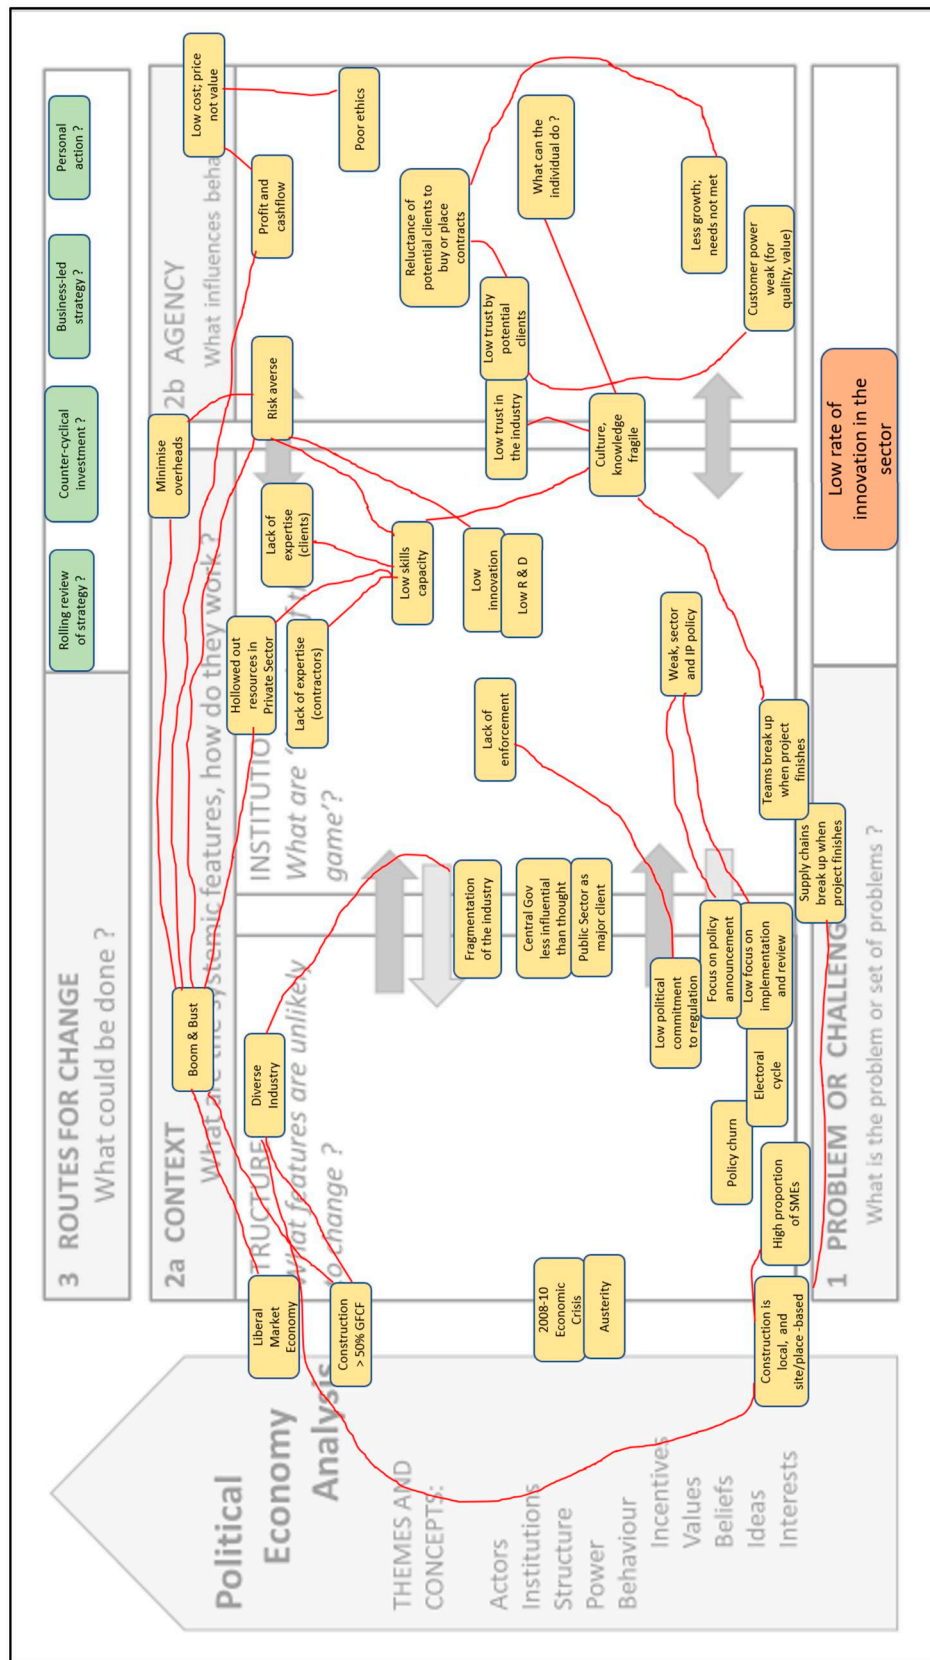 Political
Economy
Analysis
THEMES AND
CONCEPTS:
Actors
Institutions
Structure
Power
Behaviour
Incentives
Values
Beliefs
Ideas
Interests
3 ROUTES FOR CHANGE
What could be done ?
Rolling review
of strategy ?
Counter-cyclical
investment ?
Business-led
strategy ?
Personal
action ?
2a CONTEXT
What are the systemic features, how do they work ?
2b AGENCY
What influences beha
TRUCTURE
What features are unlikely
to change ?
INSTITUTION
What are
game'?
Liberal
Market
Economy
Construction
> 50% GFCF
Boom & Bust
Diverse
Industry
Minimise
overheads
Risk averse
Profit and
cashflow
Low cost; price
not value
Poor ethics
Hollowed out
resources in
Private Sector
Lack of expertise
(contractors)
Lack of
expertise
(clients)
Low skills
capacity
Low
innovation
Low R & D
Fragmentation
of the industry
Central Gov
less influential
than thought
Public Sector as
major client
Lack of
enforcement
Low trust in
the industry
Low trust by
potential
clients
Reluctance of
potential clients to
buy or place
contracts
What can the
individual do ?
Culture,
knowledge
fragile
2008-10
Economic
Crisis
Austerity
Low political
commitment
to regulation
Focus on policy
announcement
Low focus on
implementation
and review
Electoral
cycle
Policy churn
High proportion
of SMEs
Construction is
local, and
site/place -based
Weak, sector
and IP policy
Teams break up
when project
finishes
Supply chains
break up when
project finishes
Less growth;
needs not met
Customer power
weak (for
quality, value)
1 PROBLEM OR CHALLENG
What is the problem or set of problems ?
Low rate of
innovation in the
sector